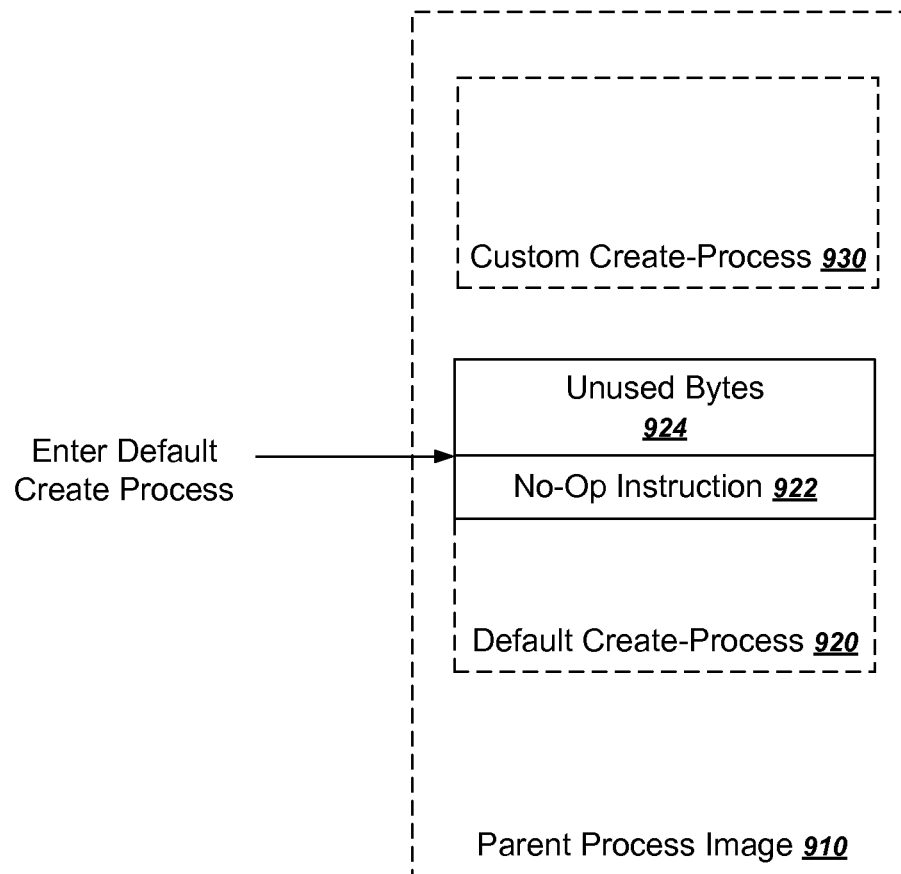 Custom Create-Process 930
Unused Bytes
924
Enter Default
Create Process
No-Op Instruction 922
Default Create-Process 920
Parent Process Image 910